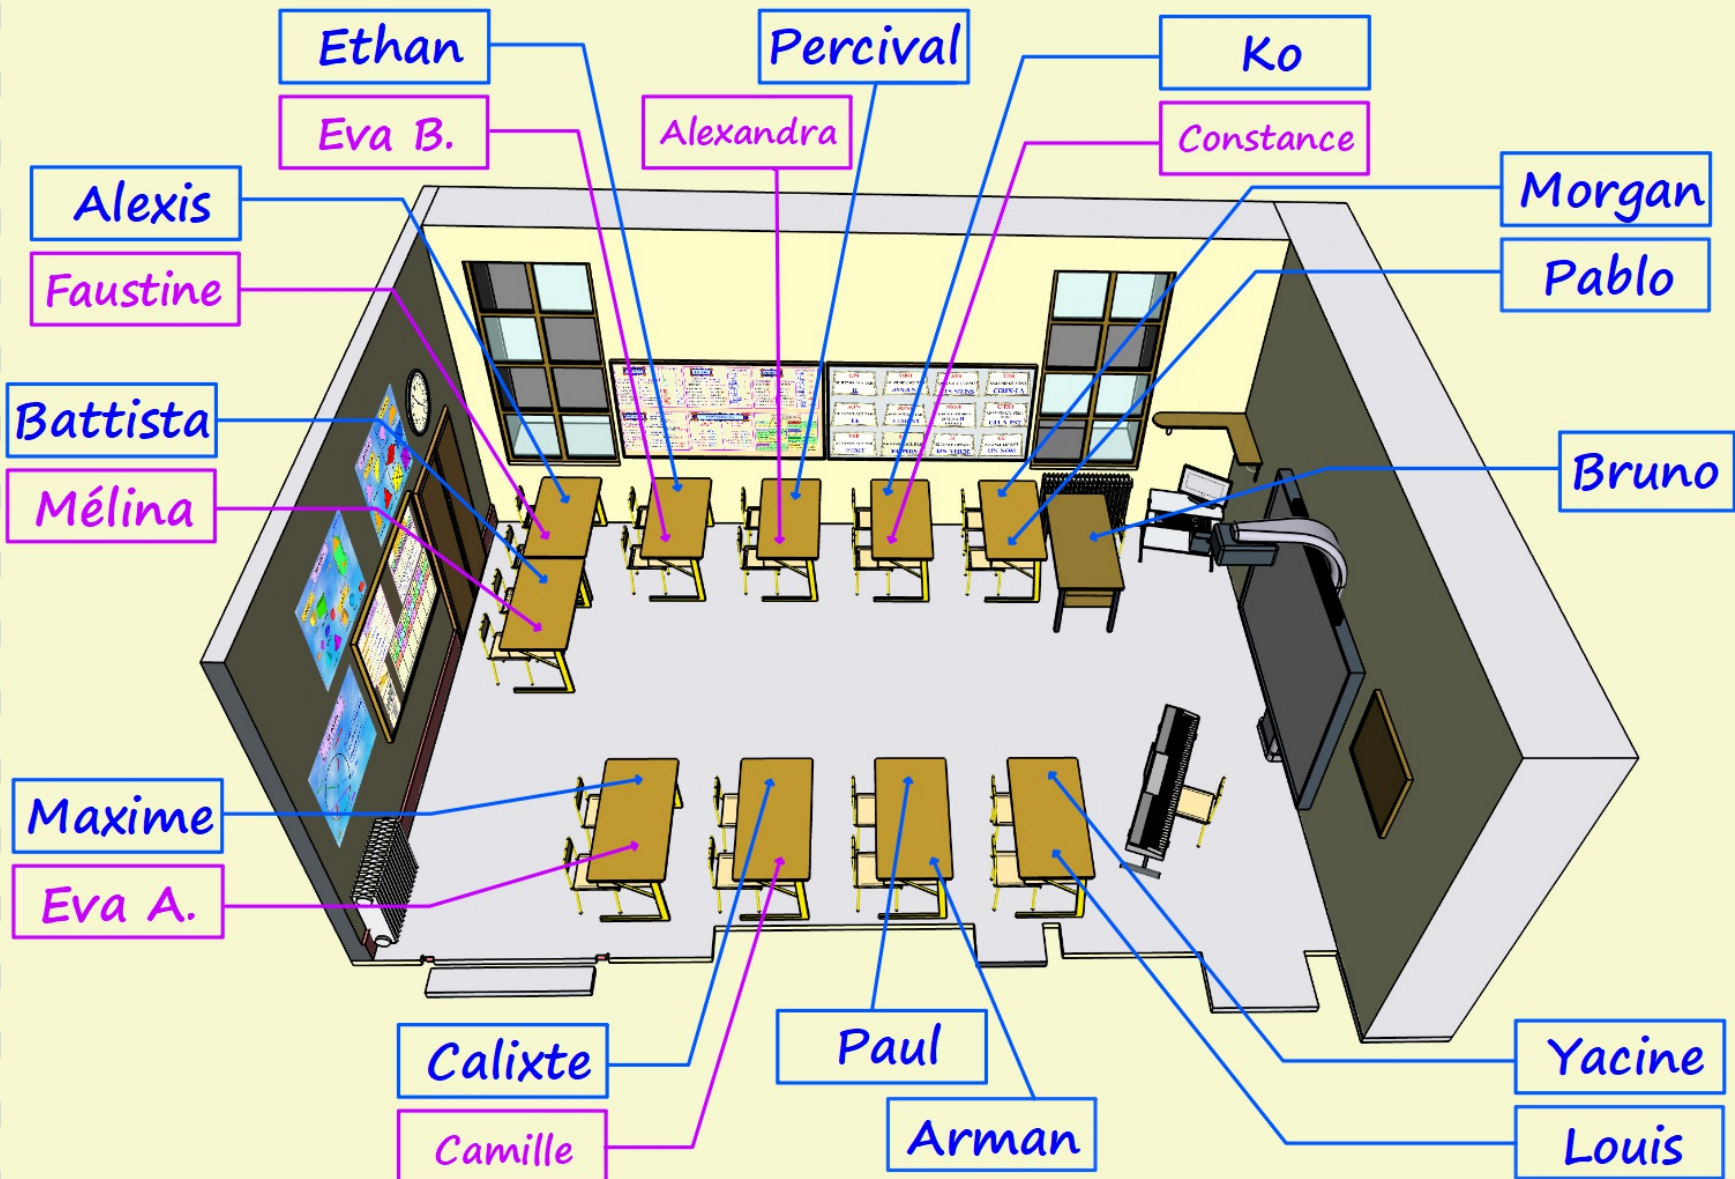 Ethan
Percival
Ko
Eva B.
Alexandra
Constance
Alexis
Morgan
Faustine
Pablo
Battista
Bruno
Mélina
Maxime
Eva A.
Calixte
Paul
Yacine
Camille
Arman
Louis